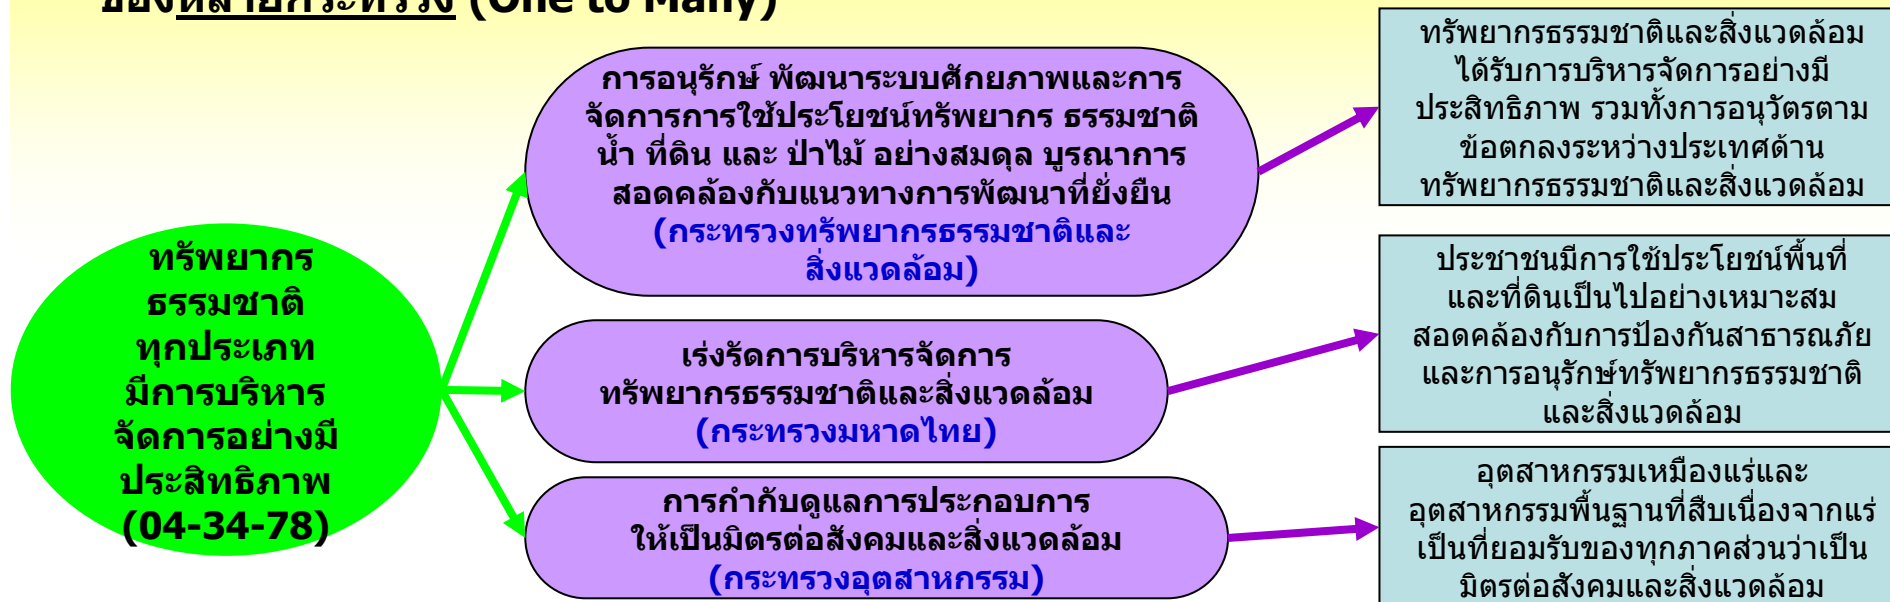 ของหลายกระทรวง (One to Many)
ทรัพยากร
ธรรมชาติ
ทุกประเภท
มีการบริหาร
จัดการอย่างมี
ประสิทธิภาพ
(04-34-78)
การอนุรักษ์ พัฒนาระบบศักยภาพและการ
จัดการการใช้ประโยชน์ทรัพยากร ธรรมชาติ
น้ำ ที่ดิน และ ป่าไม้ อย่างสมดุล บูรณาการ
สอดคล้องกับแนวทางการพัฒนาที่ยั่งยืน
(กระทรวงทรัพยากรธรรมชาติและ
สิ่งแวดล้อม)
เร่งรัดการบริหารจัดการ
ทรัพยากรธรรมชาติและสิ่งแวดล้อม
(กระทรวงมหาดไทย)
การกำกับดูแลการประกอบการ
ให้เป็นมิตรต่อสังคมและสิ่งแวดล้อม
(กระทรวงอุตสาหกรรม)
ทรัพยากรธรรมชาติและสิ่งแวดล้อม
ได้รับการบริหารจัดการอย่างมี
ประสิทธิภาพ รวมทั้งการอนุวัตรตาม
ข้อตกลงระหว่างประเทศด้าน
ทรัพยากรธรรมชาติและสิ่งแวดล้อม
ประชาชนมีการใช้ประโยชน์พื้นที่
และที่ดินเป็นไปอย่างเหมาะสม
สอดคล้องกับการป้องกันสาธารณภัย
และการอนุรักษ์ทรัพยากรธรรมชาติ
และสิ่งแวดล้อม
อุตสาหกรรมเหมืองแร่และ
อุตสาหกรรมพื้นฐานที่สืบเนื่องจากแร่
เป็นที่ยอมรับของทุกภาคส่วนว่าเป็น
มิตรต่อสังคมและสิ่งแวดล้อม